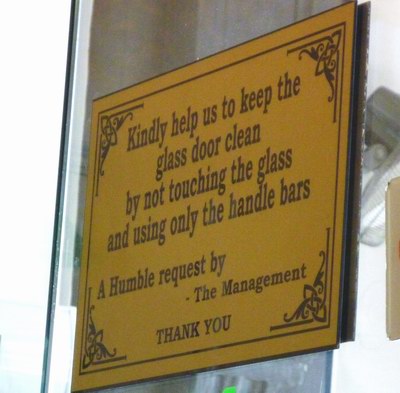 Kindly help us to keep the
glass door clean
by not touching the glass
and using only the handle bars
A Humble request by
- The Management
THANK YOU